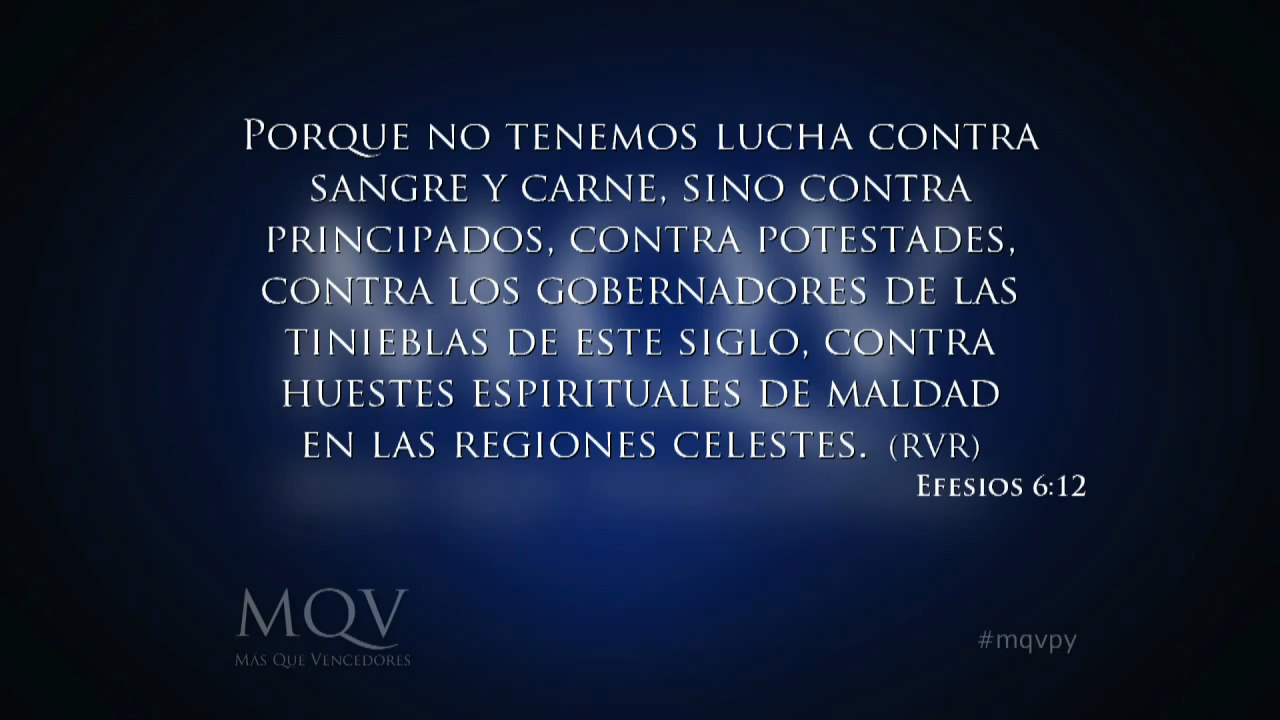 Porque no tenemos lucha contra
sangre y carne, sino contra
principados, contra potestades,
contra los gobernadores de las
tinieblas de este siglo, contra
huestes espirituales de maldad
en las regiones celestes. (RVR)
Efesios 6:12
MQV
Más Que Vencedores
#mqvpy